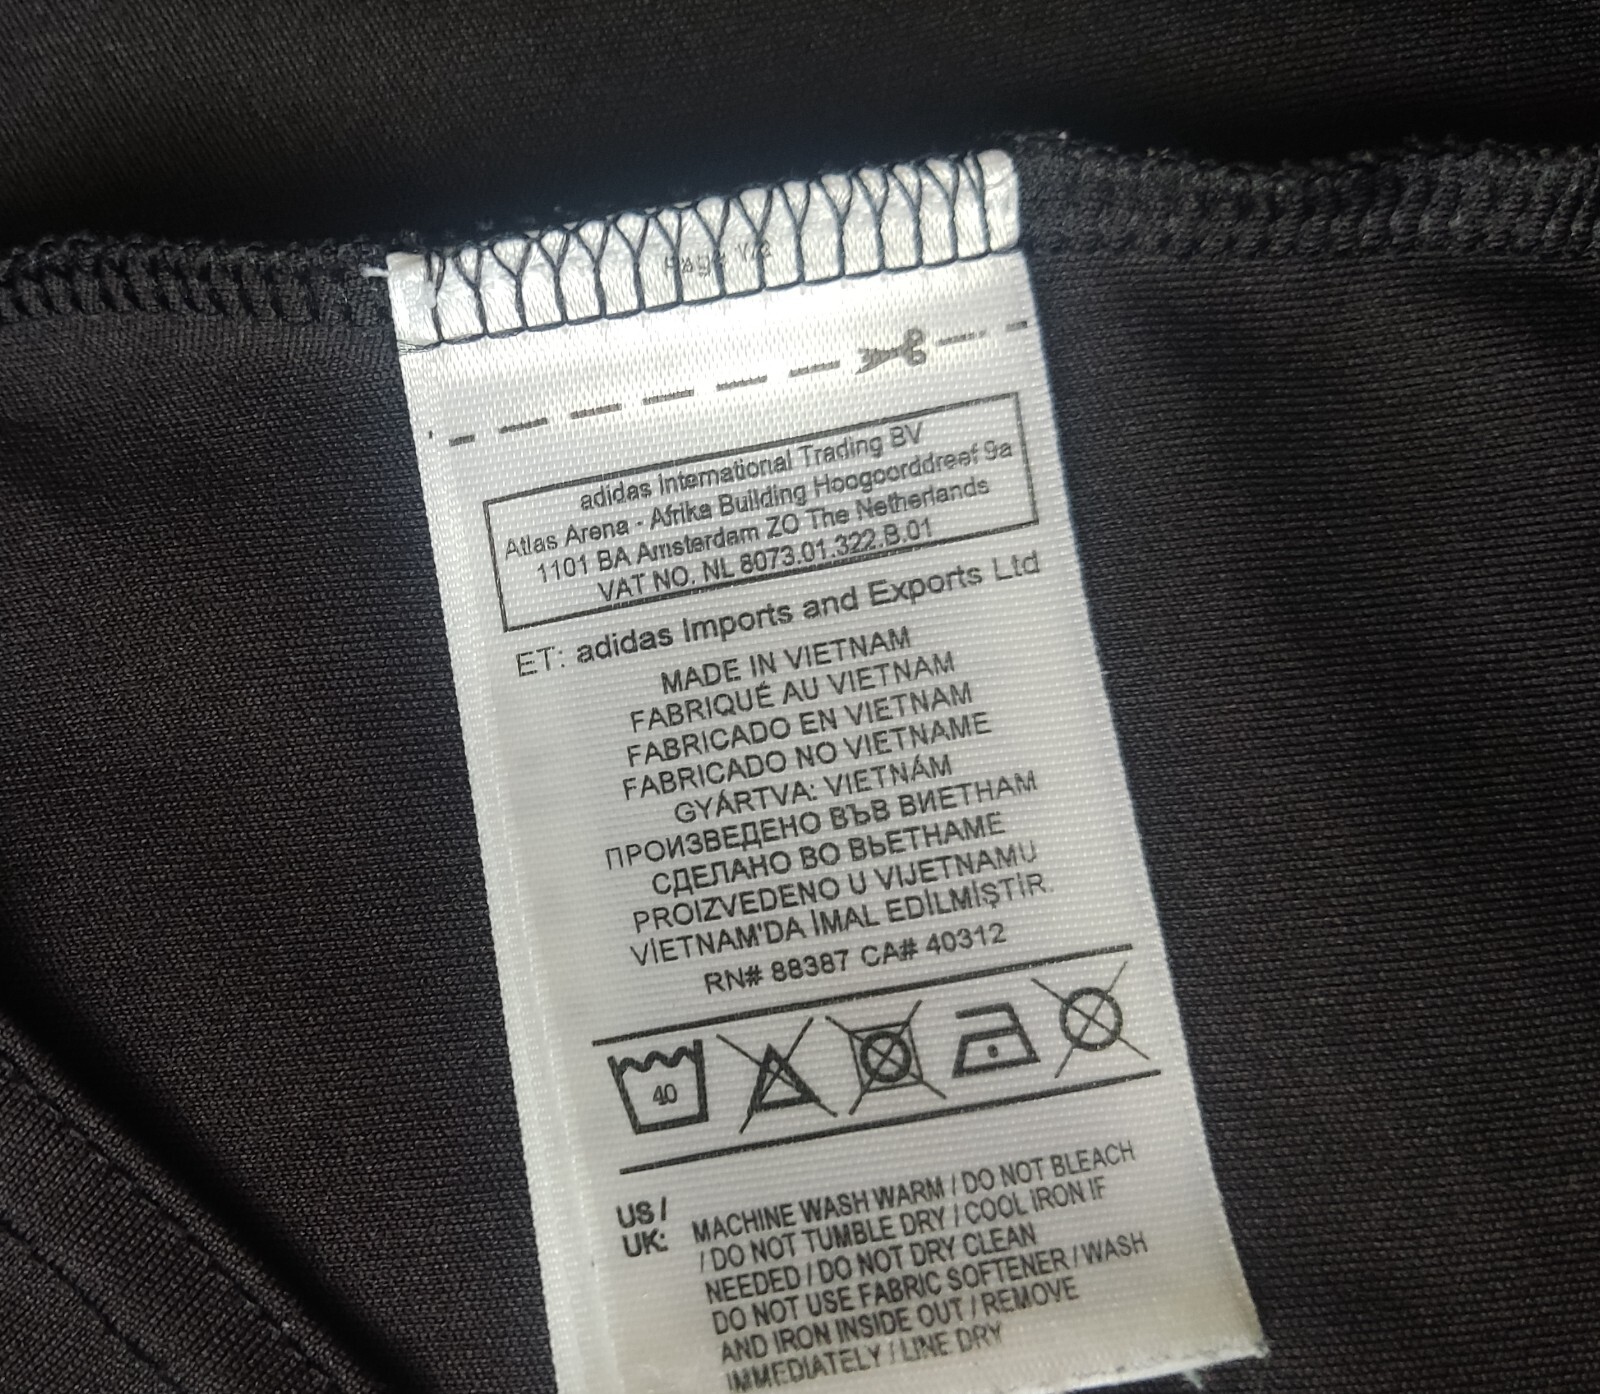 Page 1/2
adidas International Trading BV
Atlas Arena - Afrika Building Hoogoorddreef 9a
1101 BA Amsterdam ZO The Netherlands
VAT NO. NL 8073.01.322.B.01
ET: adidas Imports and Exports Ltd
MADE IN VIETNAM
FABRIQUÉ AU VIETNAM
FABRICADO EN VIETNAM
FABRICADO NO VIETNAME
GYÁRTVA: VIETNÁM
ПРОИЗВЕДЕНО ВЪВ ВИЕТНАМ
СДЕЛАНО ВО ВЬЕТНАМЕ
PROIZVEDENO U VIJETNAMU
VİETNAM'DA İMAL EDİLMİŞTİR.
RN# 88387 CA# 40312
40
US / UK: MACHINE WASH WARM / DO NOT BLEACH
/ DO NOT TUMBLE DRY / COOL IRON IF
NEEDED / DO NOT DRY CLEAN
DO NOT USE FABRIC SOFTENER / WASH
AND IRON INSIDE OUT / REMOVE
IMMEDIATELY / LINE DRY